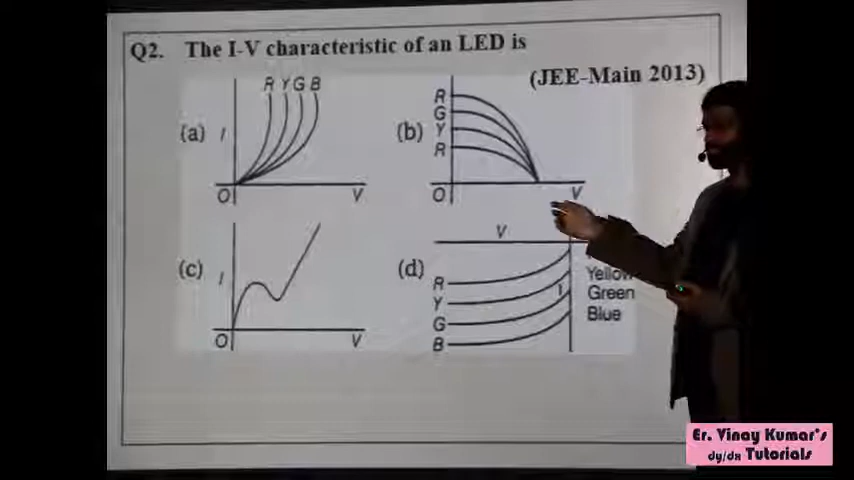 Q2. The I-V characteristic of an LED is
(JEE-Main 2013)
(a) I R Y G B O V
(b) R G Y R O V
(c) I O V
(d) V R Y G B I
Yellow
Green
Blue
Er. Vinay Kumar's
dy/dx Tutorials